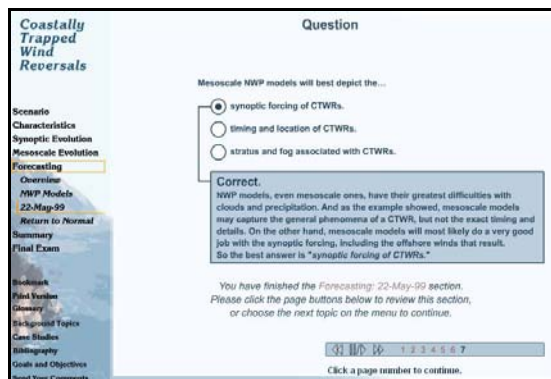 Coastally
Trapped
Wind
Reversals
Scenario
Characteristics
Synoptic Evolution
Mesoscale Evolution
Forecasting
Overview
NWP Models
22-May-99
Return to Normal
Summary
Final Exam
Bookmark
Print Version
Glossary
Background Topics
Case Studies
Bibliography
Goals and Objectives
Send Your Comments
Question
Mesoscale NWP models will best depict the...
synoptic forcing of CTWRs.
timing and location of CTWRs.
stratus and fog associated with CTWRs.
Correct.
NWP models, even mesoscale ones, have their greatest difficulties with
clouds and precipitation. And as the example showed, mesoscale models
may capture the general phenomena of a CTWR, but not the exact timing and
details. On the other hand, mesoscale models will most likely do a very good
job with the synoptic forcing, including the offshore winds that result.
So the best answer is "synoptic forcing of CTWRs."
You have finished the Forecasting: 22-May-99 section.
Please click the page buttons below to review this section,
or choose the next topic on the menu to continue.
1 2 3 4 5 6 7
Click a page number to continue.